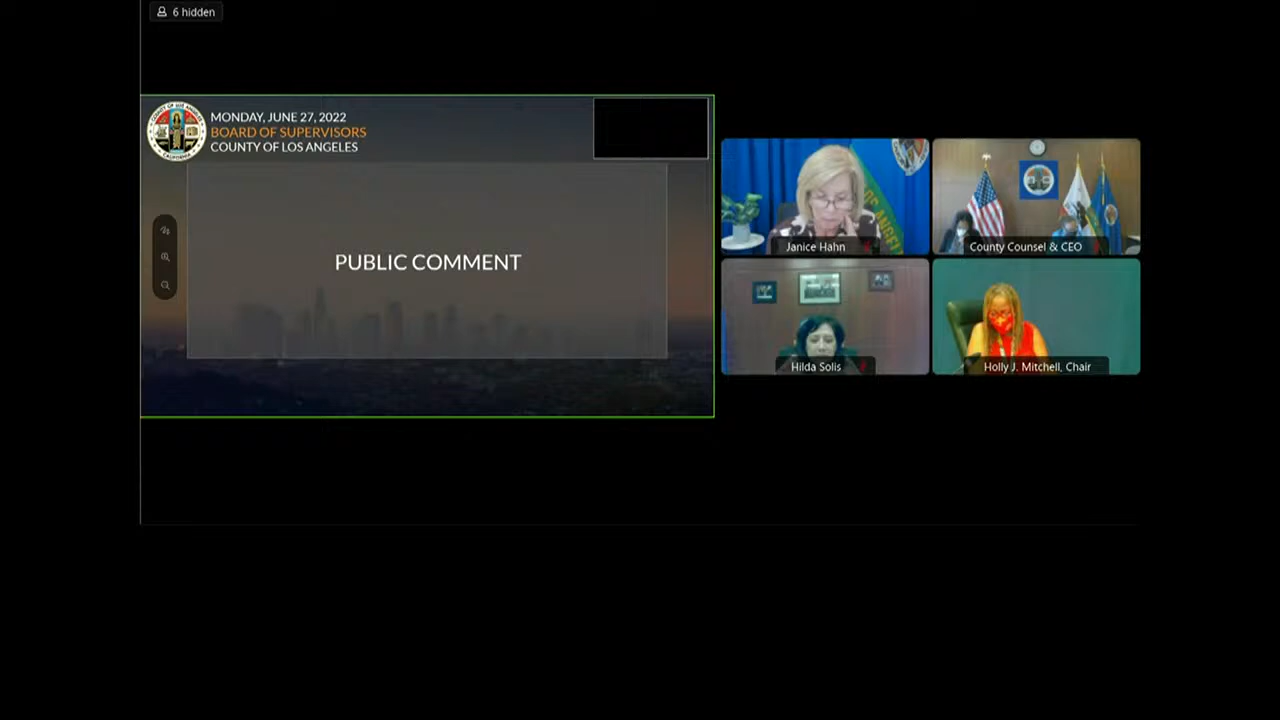 6 hidden
MONDAY, JUNE 27, 2022
BOARD OF SUPERVISORS
COUNTY OF LOS ANGELES
PUBLIC COMMENT
Janice Hahn
County Counsel & CEO
Hilda Solis
Holly J. Mitchell, Chair